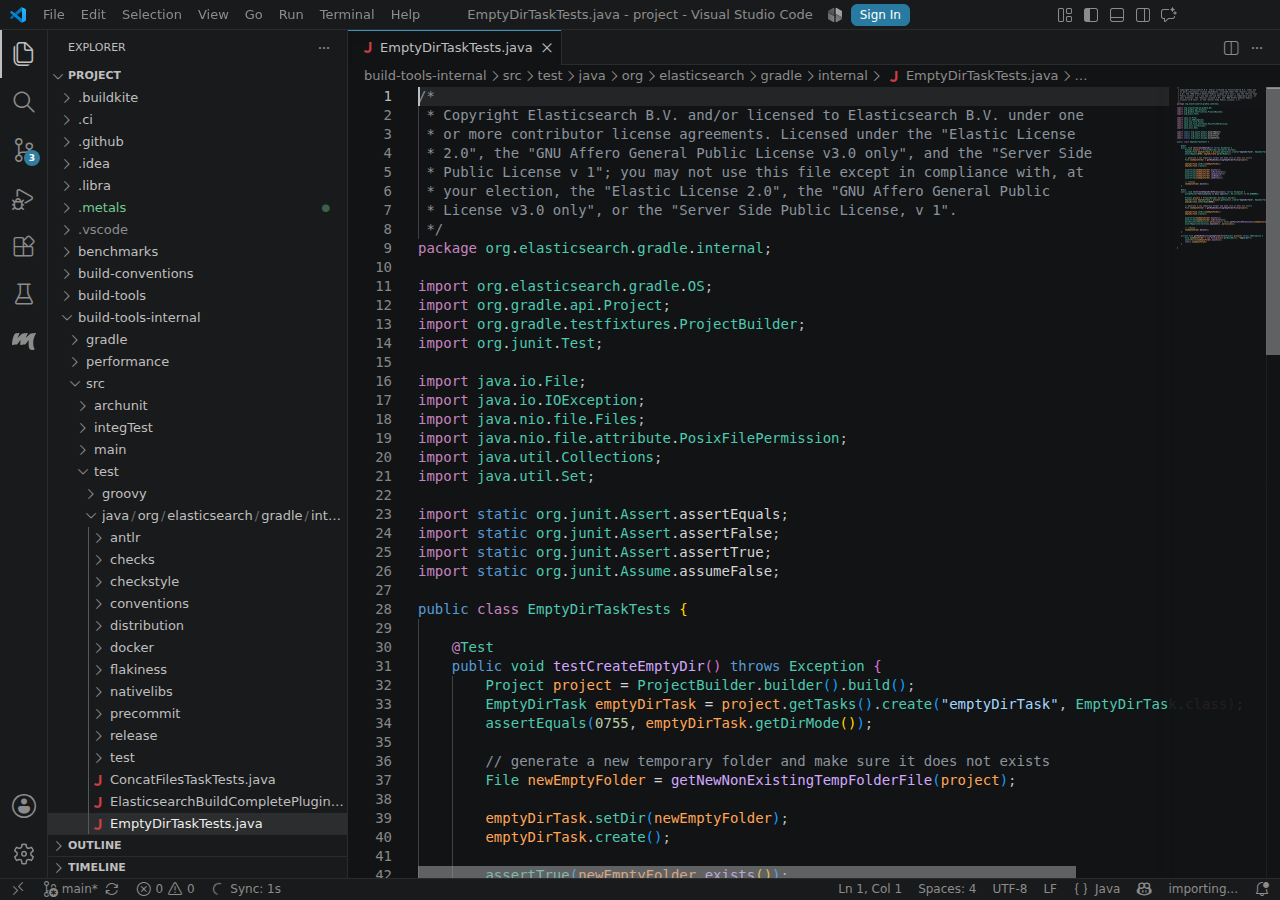 File Edit Selection View Go Run Terminal Help EmptyDirTaskTests.java - project - Visual Studio Code Sign In
EXPLORER
PROJECT
.buildkite
.ci
.github
.idea
.libra
.metals
.vscode
benchmarks
build-conventions
build-tools
build-tools-internal
gradle
performance
src
archunit
integTest
main
test
groovy
java/org/elasticsearch/gradle/int...
antlr
checks
checkstyle
conventions
distribution
docker
flakiness
nativelibs
precommit
release
test
ConcatFilesTaskTests.java
ElasticsearchBuildCompletePlugin...
EmptyDirTaskTests.java
OUTLINE
TIMELINE
3
EmptyDirTaskTests.java
build-tools-internal > src > test > java > org > elasticsearch > gradle > internal > EmptyDirTaskTests.java > ...
1 /*
2  * Copyright Elasticsearch B.V. and/or licensed to Elasticsearch B.V. under one
3  * or more contributor license agreements. Licensed under the "Elastic License
4  * 2.0", the "GNU Affero General Public License v3.0 only", and the "Server Side
5  * Public License v 1"; you may not use this file except in compliance with, at
6  * your election, the "Elastic License 2.0", the "GNU Affero General Public
7  * License v3.0 only", or the "Server Side Public License, v 1".
8  */
9 package org.elasticsearch.gradle.internal;
10
11 import org.elasticsearch.gradle.OS;
12 import org.gradle.api.Project;
13 import org.gradle.testfixtures.ProjectBuilder;
14 import org.junit.Test;
15
16 import java.io.File;
17 import java.io.IOException;
18 import java.nio.file.Files;
19 import java.nio.file.attribute.PosixFilePermission;
20 import java.util.Collections;
21 import java.util.Set;
22
23 import static org.junit.Assert.assertEquals;
24 import static org.junit.Assert.assertFalse;
25 import static org.junit.Assert.assertTrue;
26 import static org.junit.Assume.assumeFalse;
27
28 public class EmptyDirTaskTests {
29
30     @Test
31     public void testCreateEmptyDir() throws Exception {
32         Project project = ProjectBuilder.builder().build();
33         EmptyDirTask emptyDirTask = project.getTasks().create("emptyDirTask", EmptyDirTask.class);
34         assertEquals(0755, emptyDirTask.getDirMode());
35
36         // generate a new temporary folder and make sure it does not exists
37         File newEmptyFolder = getNewNonExistingTempFolderFile(project);
38
39         emptyDirTask.setDir(newEmptyFolder);
40         emptyDirTask.create();
41
42         assertTrue(newEmptyFolder.exists());
main* 0 0 Sync: 1s Ln 1, Col 1 Spaces: 4 UTF-8 LF { } Java importing...